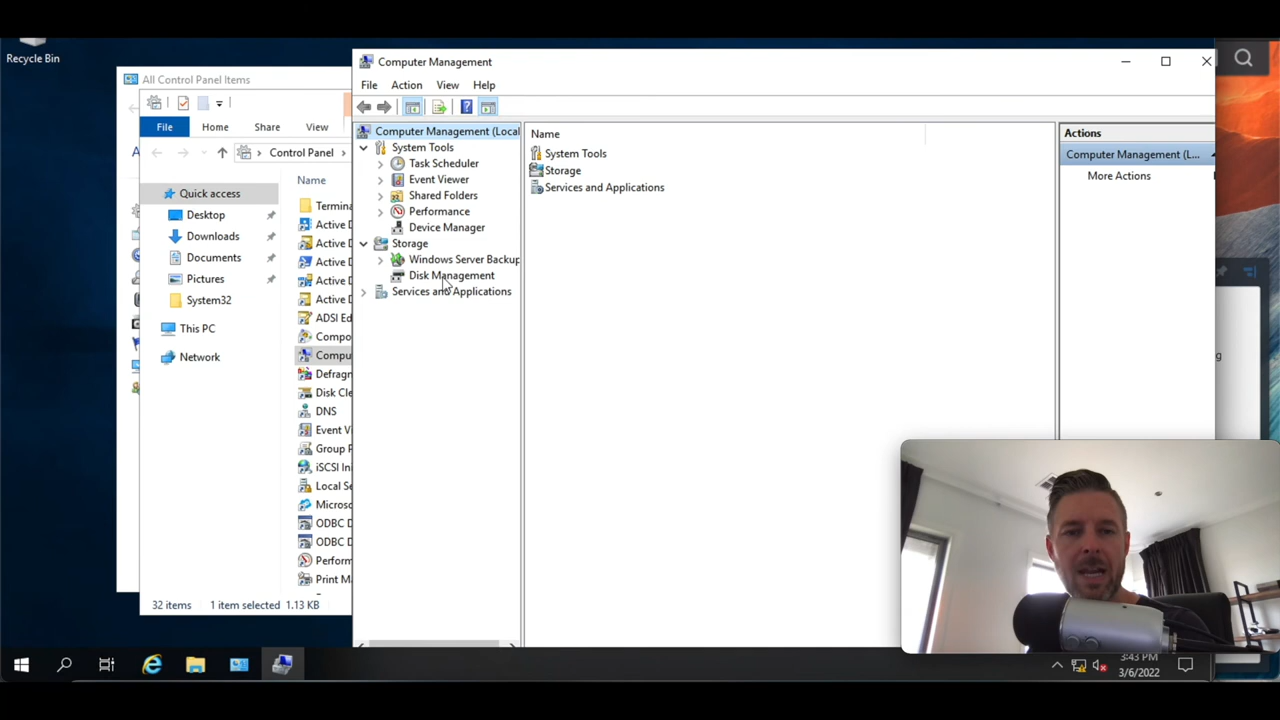 Recycle Bin
All Control Panel Items
File
Home
Share
View
Control Panel
Quick access
Desktop
Downloads
Documents
Pictures
System32
This PC
Network
Name
Termina
Active D
Active D
Active D
Active D
Active D
ADSI Ed
Compo
Compu
Defragn
Disk Cle
DNS
Event V
Group P
iSCSI Ini
Local Se
Microso
ODBC D
ODBC D
Perform
Print Ma
32 items
1 item selected
1.13 KB
Computer Management
File
Action
View
Help
Computer Management (Local
System Tools
Task Scheduler
Event Viewer
Shared Folders
Performance
Device Manager
Storage
Windows Server Backup
Disk Management
Services and Applications
Name
System Tools
Storage
Services and Applications
Actions
Computer Management (L...
More Actions
ng
3:43 PM
3/6/2022